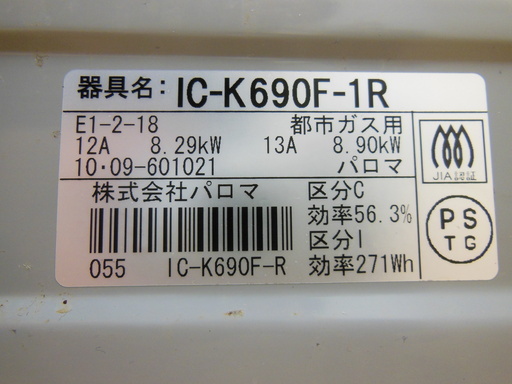 器具名: IC-K690F-1R
E1-2-18 都市ガス用
12A 8.29kW 13A 8.90kW
10・09-601021 パロマ
株式会社パロマ
055 IC-K690F-R
区分C
効率56.3%
区分I
効率271Wh
JIA認証
PS
TG